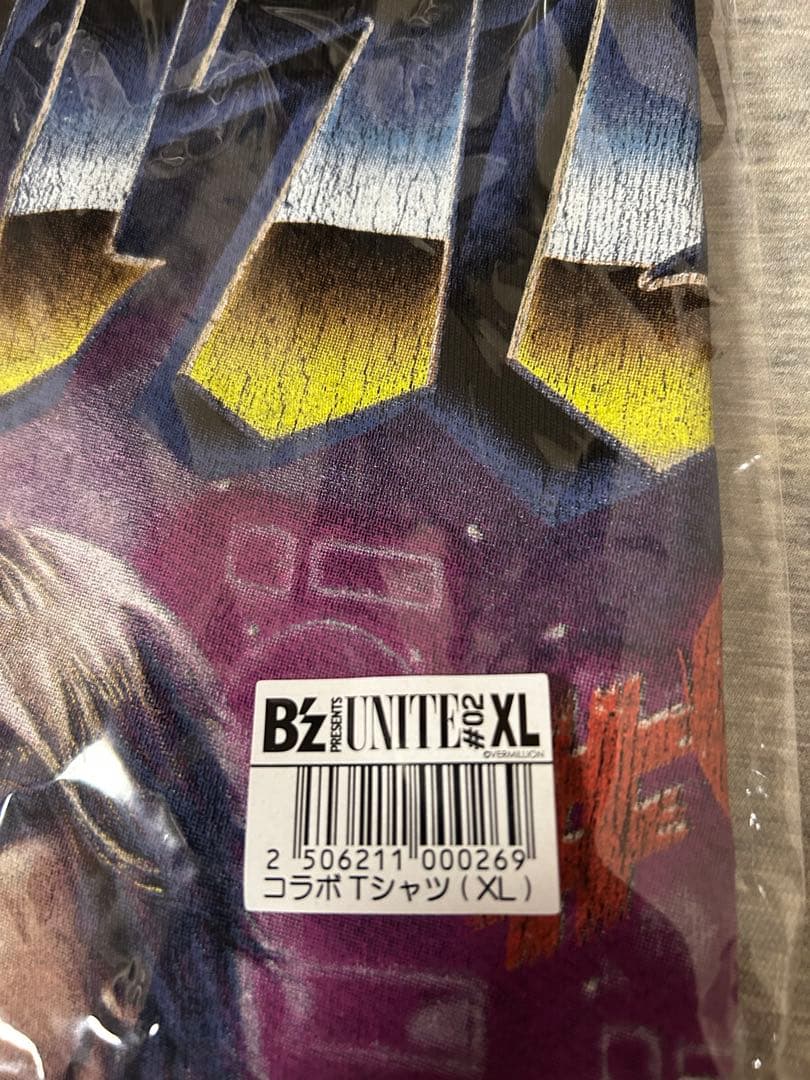 B'z PRESENTS UNITE #02 XL
©VERMILLION
2 506211 000269
コラボTシャツ(XL)